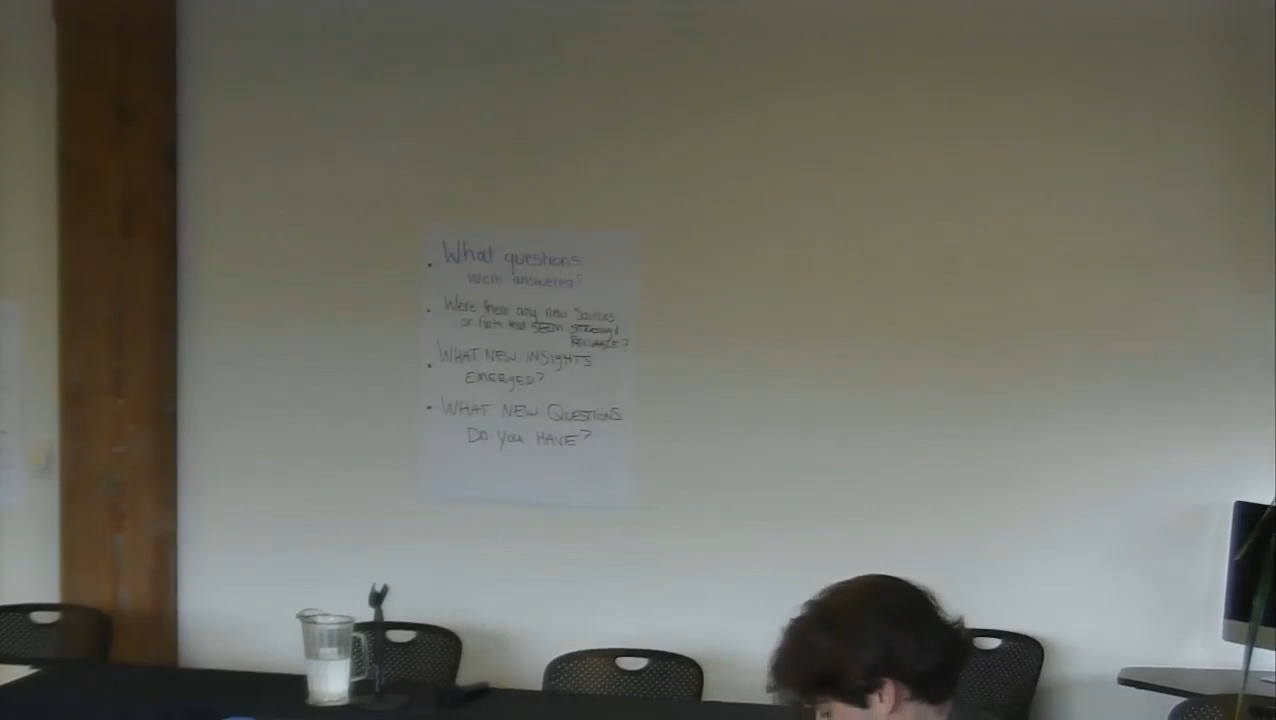 • What questions
were answered?
• Were there any new sources
or facts that SEEM strong/
RELIABLE?
• WHAT NEW INSIGHTS
EMERGED?
• WHAT NEW QUESTIONS
DO YOU HAVE?